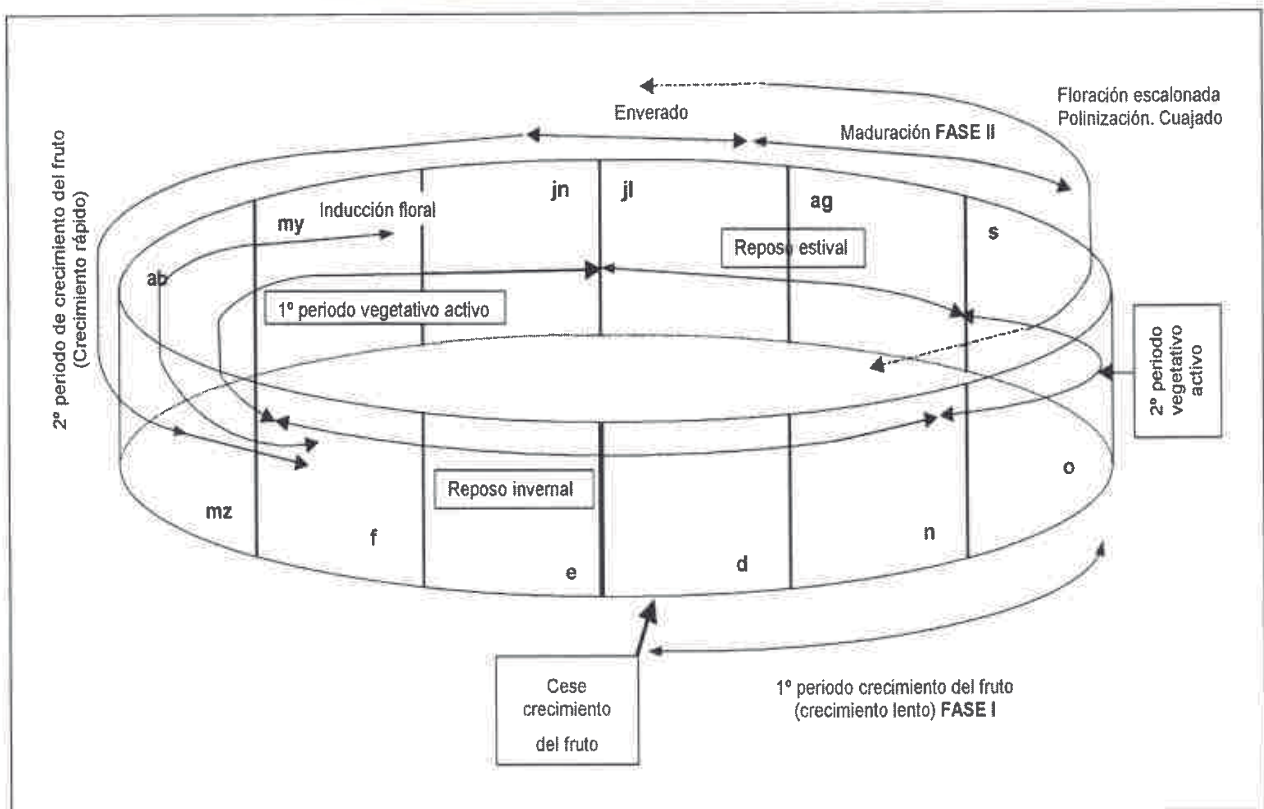 Enverado
Floración escalonada
Polinización. Cuajado
Maduración FASE II
2º periodo de crecimiento del fruto
(Crecimiento rápido)
jn
jl
ag
s
my
Inducción floral
ab
Reposo estival
1º periodo vegetativo activo
2º periodo
vegetativo
activo
Reposo invernal
mz
f
e
d
n
o
Cese
crecimiento
del fruto
1º periodo crecimiento del fruto
(crecimiento lento) FASE I